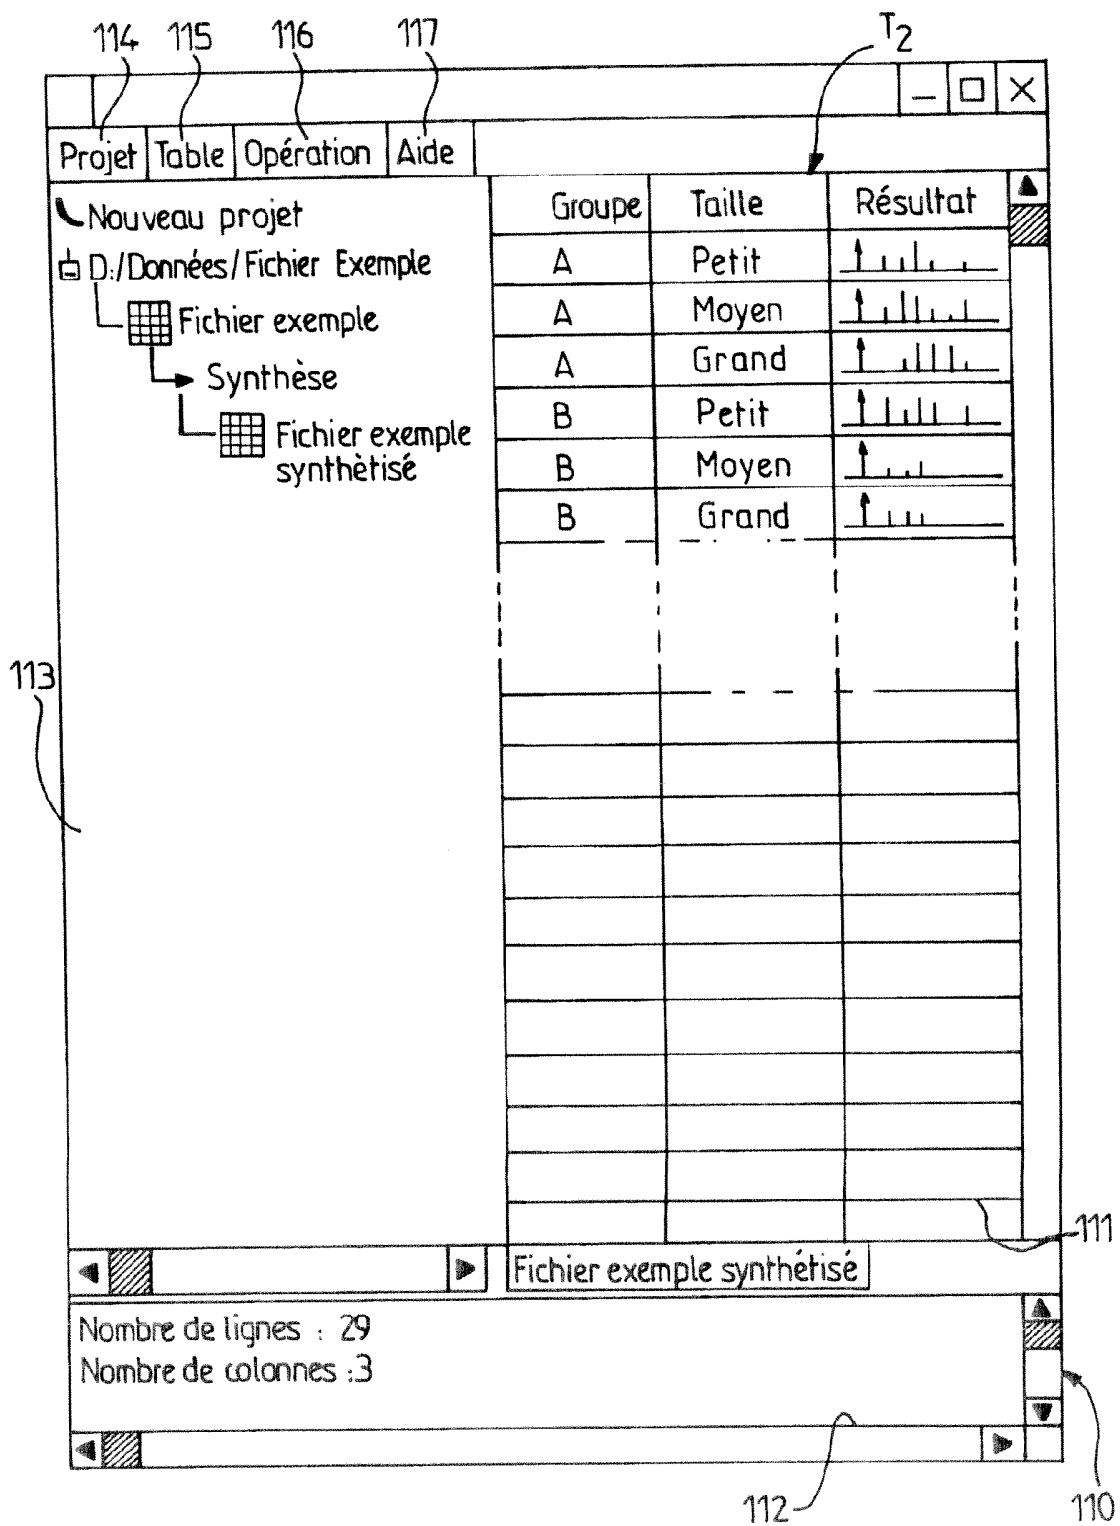 114 115 116 117 T2
Projet Table Opération Aide
Nouveau projet
D:/Données/Fichier Exemple
Fichier exemple
Synthèse
Fichier exemple
synthètisé
Groupe Taille Résultat
A Petit
A Moyen
A Grand
B Petit
B Moyen
B Grand
113
111
Fichier exemple synthétisé
Nombre de lignes : 29
Nombre de colonnes :3
112
110